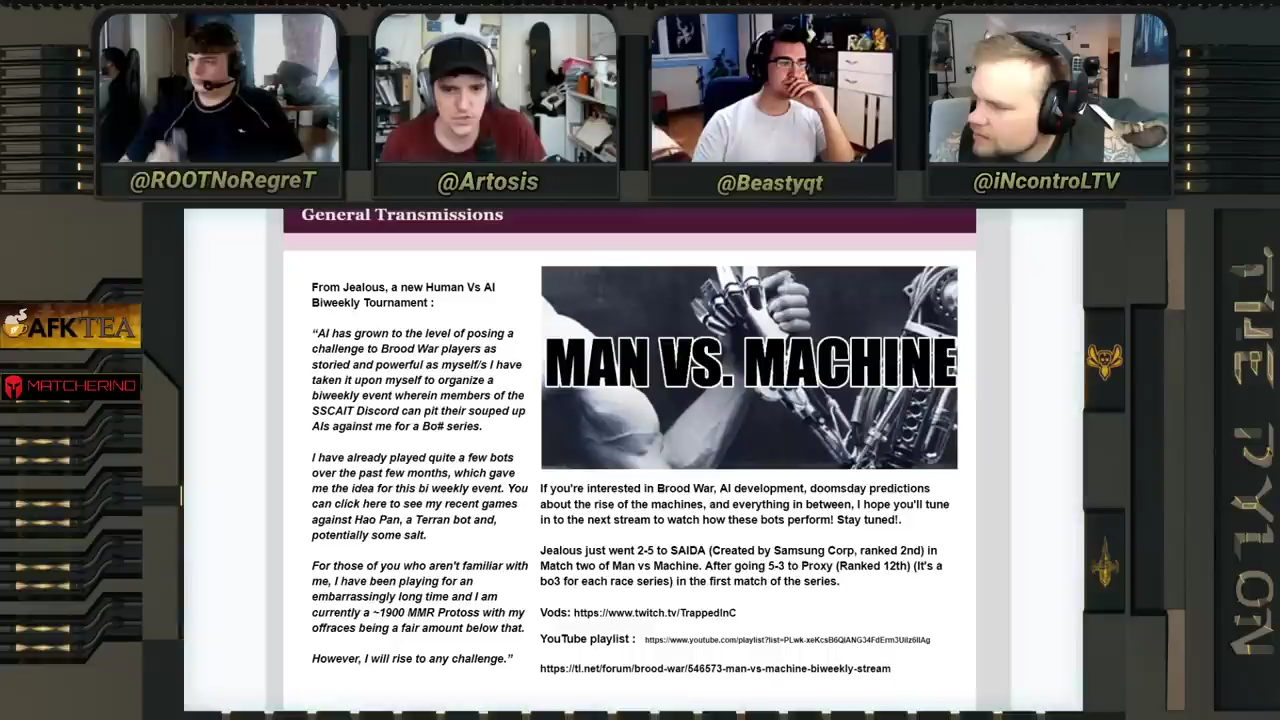 @ROOTNoRegreT
@Artosis
@Beastyqt
@iNcontroLTV
General Transmissions
From Jealous, a new Human Vs AI
Biweekly Tournament :
“AI has grown to the level of posing a
challenge to Brood War players as
storied and powerful as myself/s I have
taken it upon myself to organize a
biweekly event wherein members of the
SSCAIT Discord can pit their souped up
AIs against me for a Bo# series.
I have already played quite a few bots
over the past few months, which gave
me the idea for this bi weekly event. You
can click here to see my recent games
against Hao Pan, a Terran bot and,
potentially some salt.
For those of you who aren't familiar with
me, I have been playing for an
embarrassingly long time and I am
currently a ~1900 MMR Protoss with my
offraces being a fair amount below that.
However, I will rise to any challenge.”
MAN VS. MACHINE
If you're interested in Brood War, AI development, doomsday predictions
about the rise of the machines, and everything in between, I hope you'll tune
in to the next stream to watch how these bots perform! Stay tuned!.
Jealous just went 2-5 to SAIDA (Created by Samsung Corp, ranked 2nd) in
Match two of Man vs Machine. After going 5-3 to Proxy (Ranked 12th) (It's a
bo3 for each race series) in the first match of the series.
Vods: https://www.twitch.tv/TrappedInC
YouTube playlist :
https://tl.net/forum/brood-war/546573-man-vs-machine-biweekly-stream
AFKTEA
MATCHERINO
THE PYLON